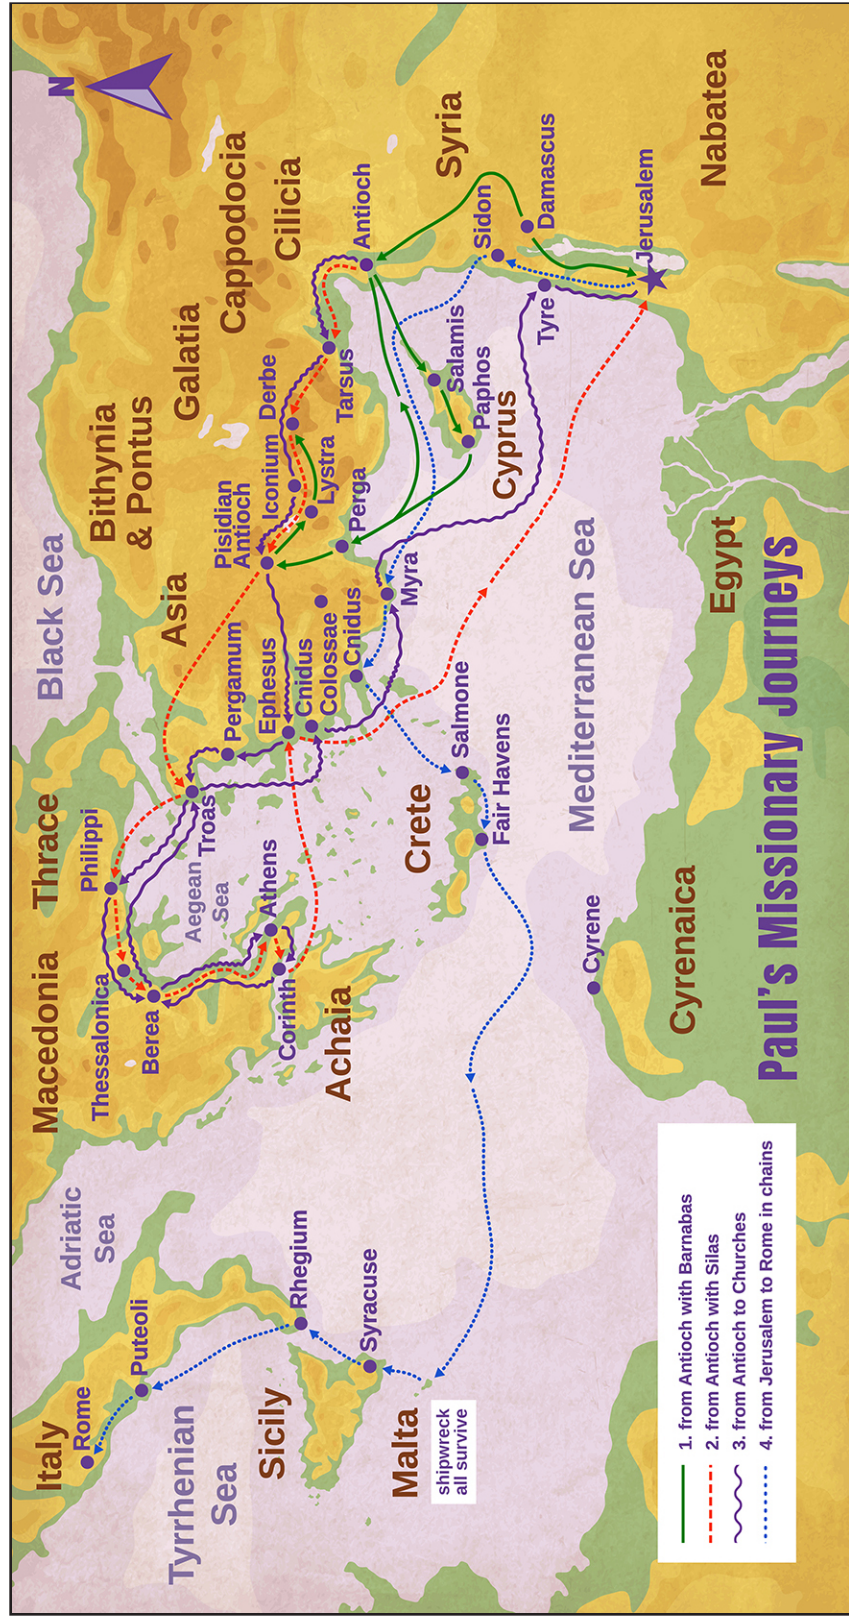 Black Sea
Bithynia
& Pontus
Galatia
Cappodocia
Cilicia
Syria
Nabatea
N
Italy
Rome
Puteoli
Adriatic
Sea
Macedonia
Thrace
Philippi
Thessalonica
Berea
Troas
Aegean
Sea
Athens
Corinth
Achaia
Asia
Pergamum
Ephesus
Cnidus
Colossae
Cnidus
Pisidian
Antioch
Iconium
Lystra
Derbe
Tarsus
Antioch
Perga
Myra
Tyrrhenian
Sea
Sicily
Rhegium
Syracuse
Malta
shipwreck
all survive
Crete
Salmone
Fair Havens
Salamis
Paphos
Cyprus
Sidon
Damascus
Tyre
Jerusalem
Mediterranean Sea
Cyrene
Cyrenaica
Egypt
Paul's Missionary Journeys
1. from Antioch with Barnabas
2. from Antioch with Silas
3. from Antioch to Churches
4. from Jerusalem to Rome in chains